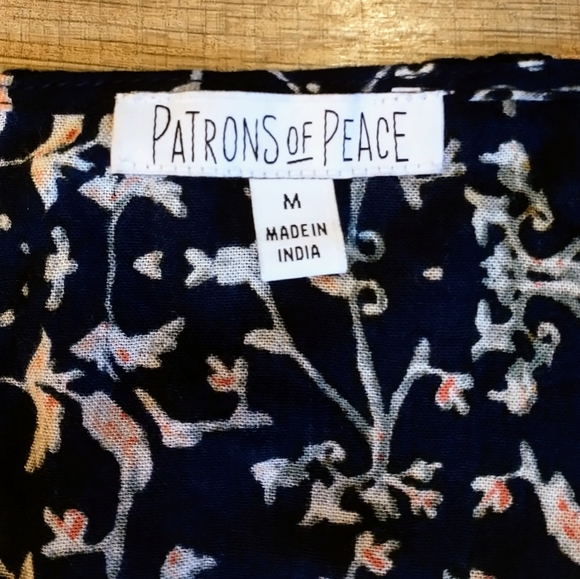 PATRONS OF PEACE
M
MADE IN
INDIA